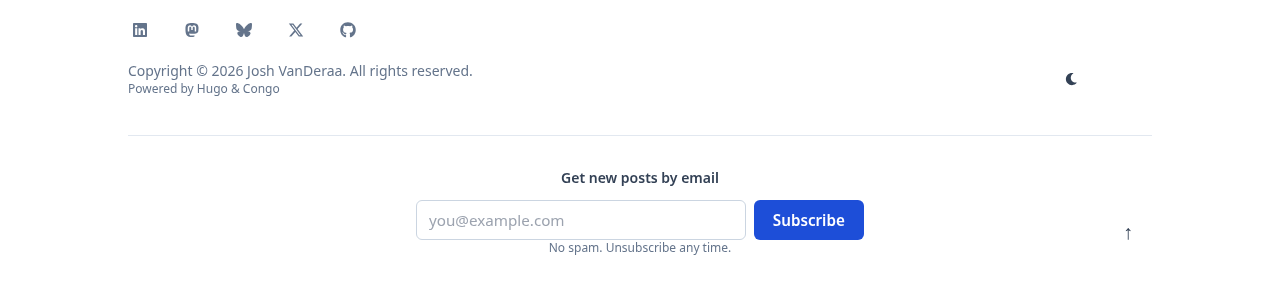 Copyright © 2026 Josh VanDeraa. All rights reserved.
Powered by Hugo & Congo
Get new posts by email
you@example.com
Subscribe
No spam. Unsubscribe any time.
↑